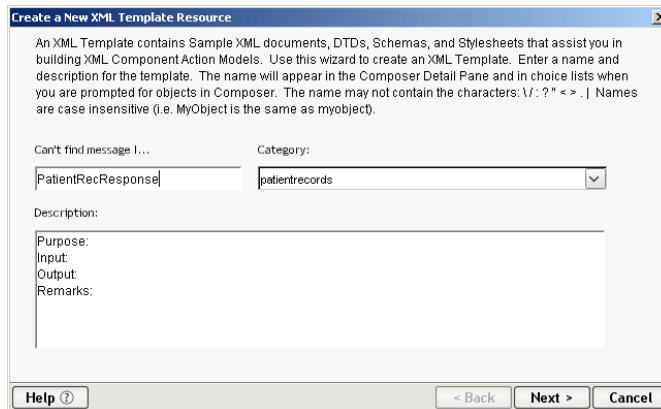 Create a New XML Template Resource
An XML Template contains Sample XML documents, DTDs, Schemas, and Stylesheets that assist you in
building XML Component Action Models. Use this wizard to create an XML Template. Enter a name and
description for the template. The name will appear in the Composer Detail Pane and in choice lists when
you are prompted for objects in Composer. The name may not contain the characters: \ / : ? " < > . | Names
are case insensitive (i.e. MyObject is the same as myobject).
Can't find message I... Category:
PatientRecResponse patientrecords
Description:
Purpose:
Input:
Output:
Remarks:
Help ? < Back Next > Cancel